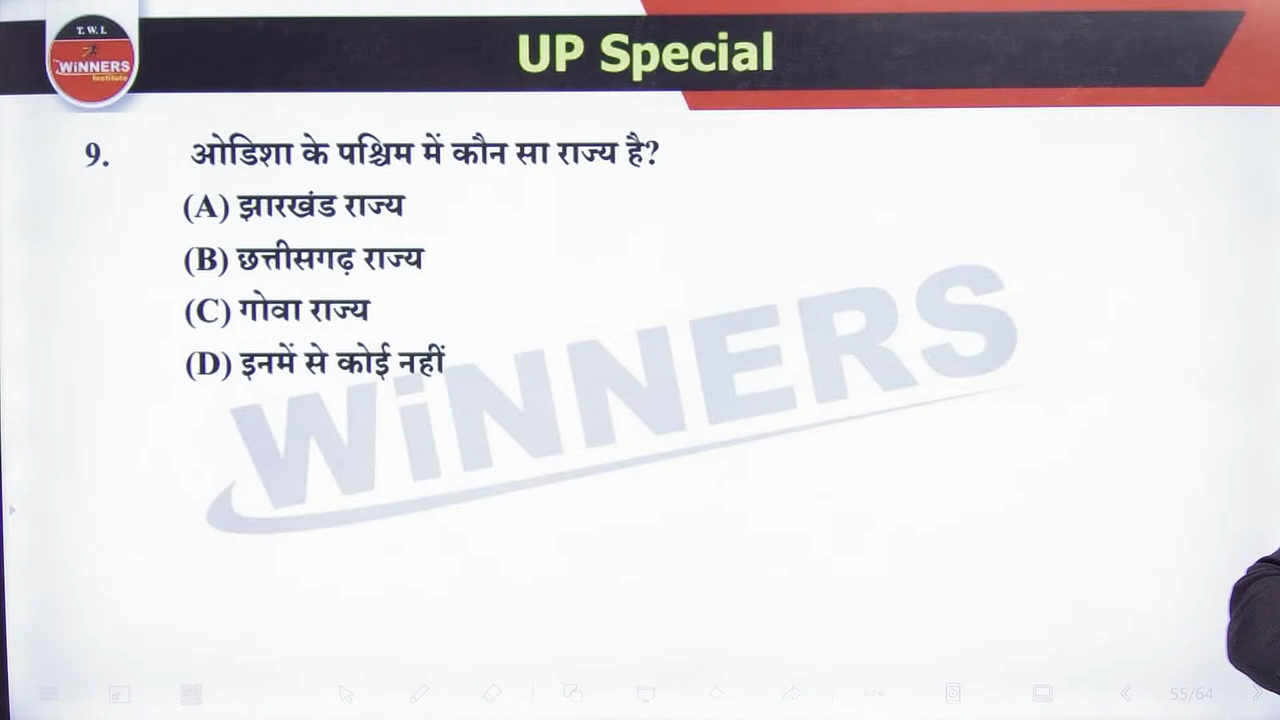 T. W. I.
WiNNERS
Institute
UP Special
9. ओडिशा के पश्चिम में कौन सा राज्य है?
(A) झारखंड राज्य
(B) छत्तीसगढ़ राज्य
(C) गोवा राज्य
(D) इनमें से कोई नहीं
WiNNERS
55/64